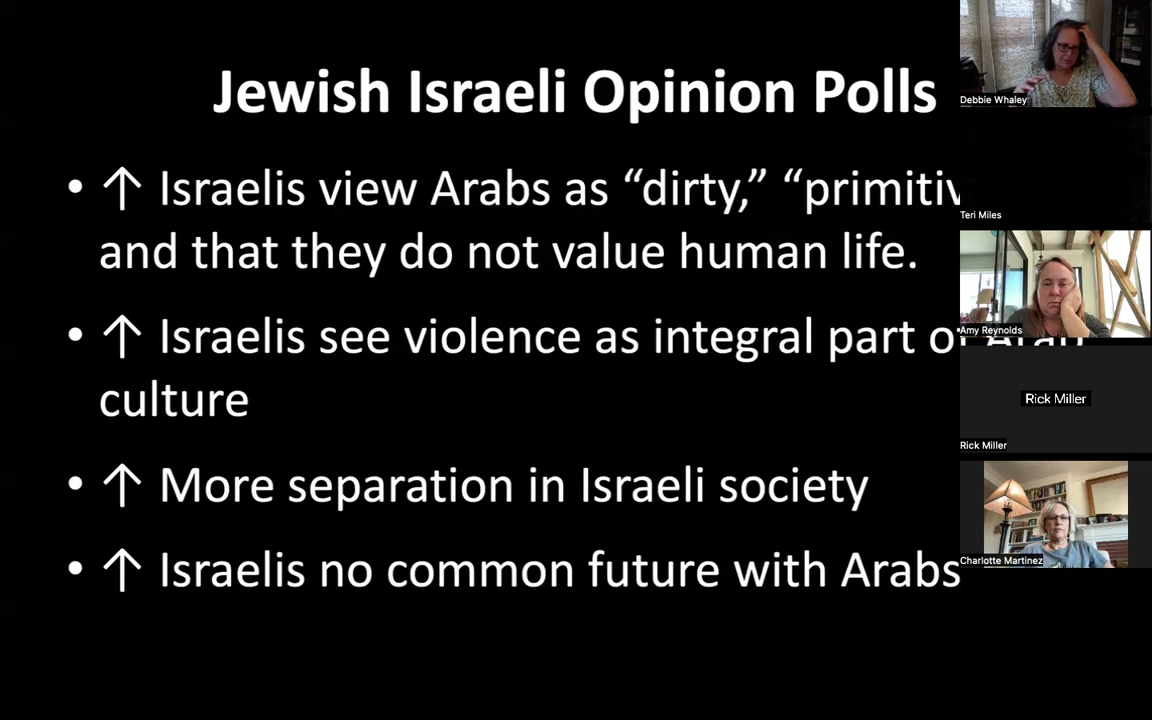 Jewish Israeli Opinion Polls
• ↑ Israelis view Arabs as “dirty,” 
and that they do not value human life.
• ↑ Israelis see violence as integral part of Arab
culture
• ↑ More separation in Israeli society
• ↑ Israelis no common future with Arabs
Debbie Whaley
Teri Miles
Amy Reynolds
Rick Miller
Rick Miller
Charlotte Martinez